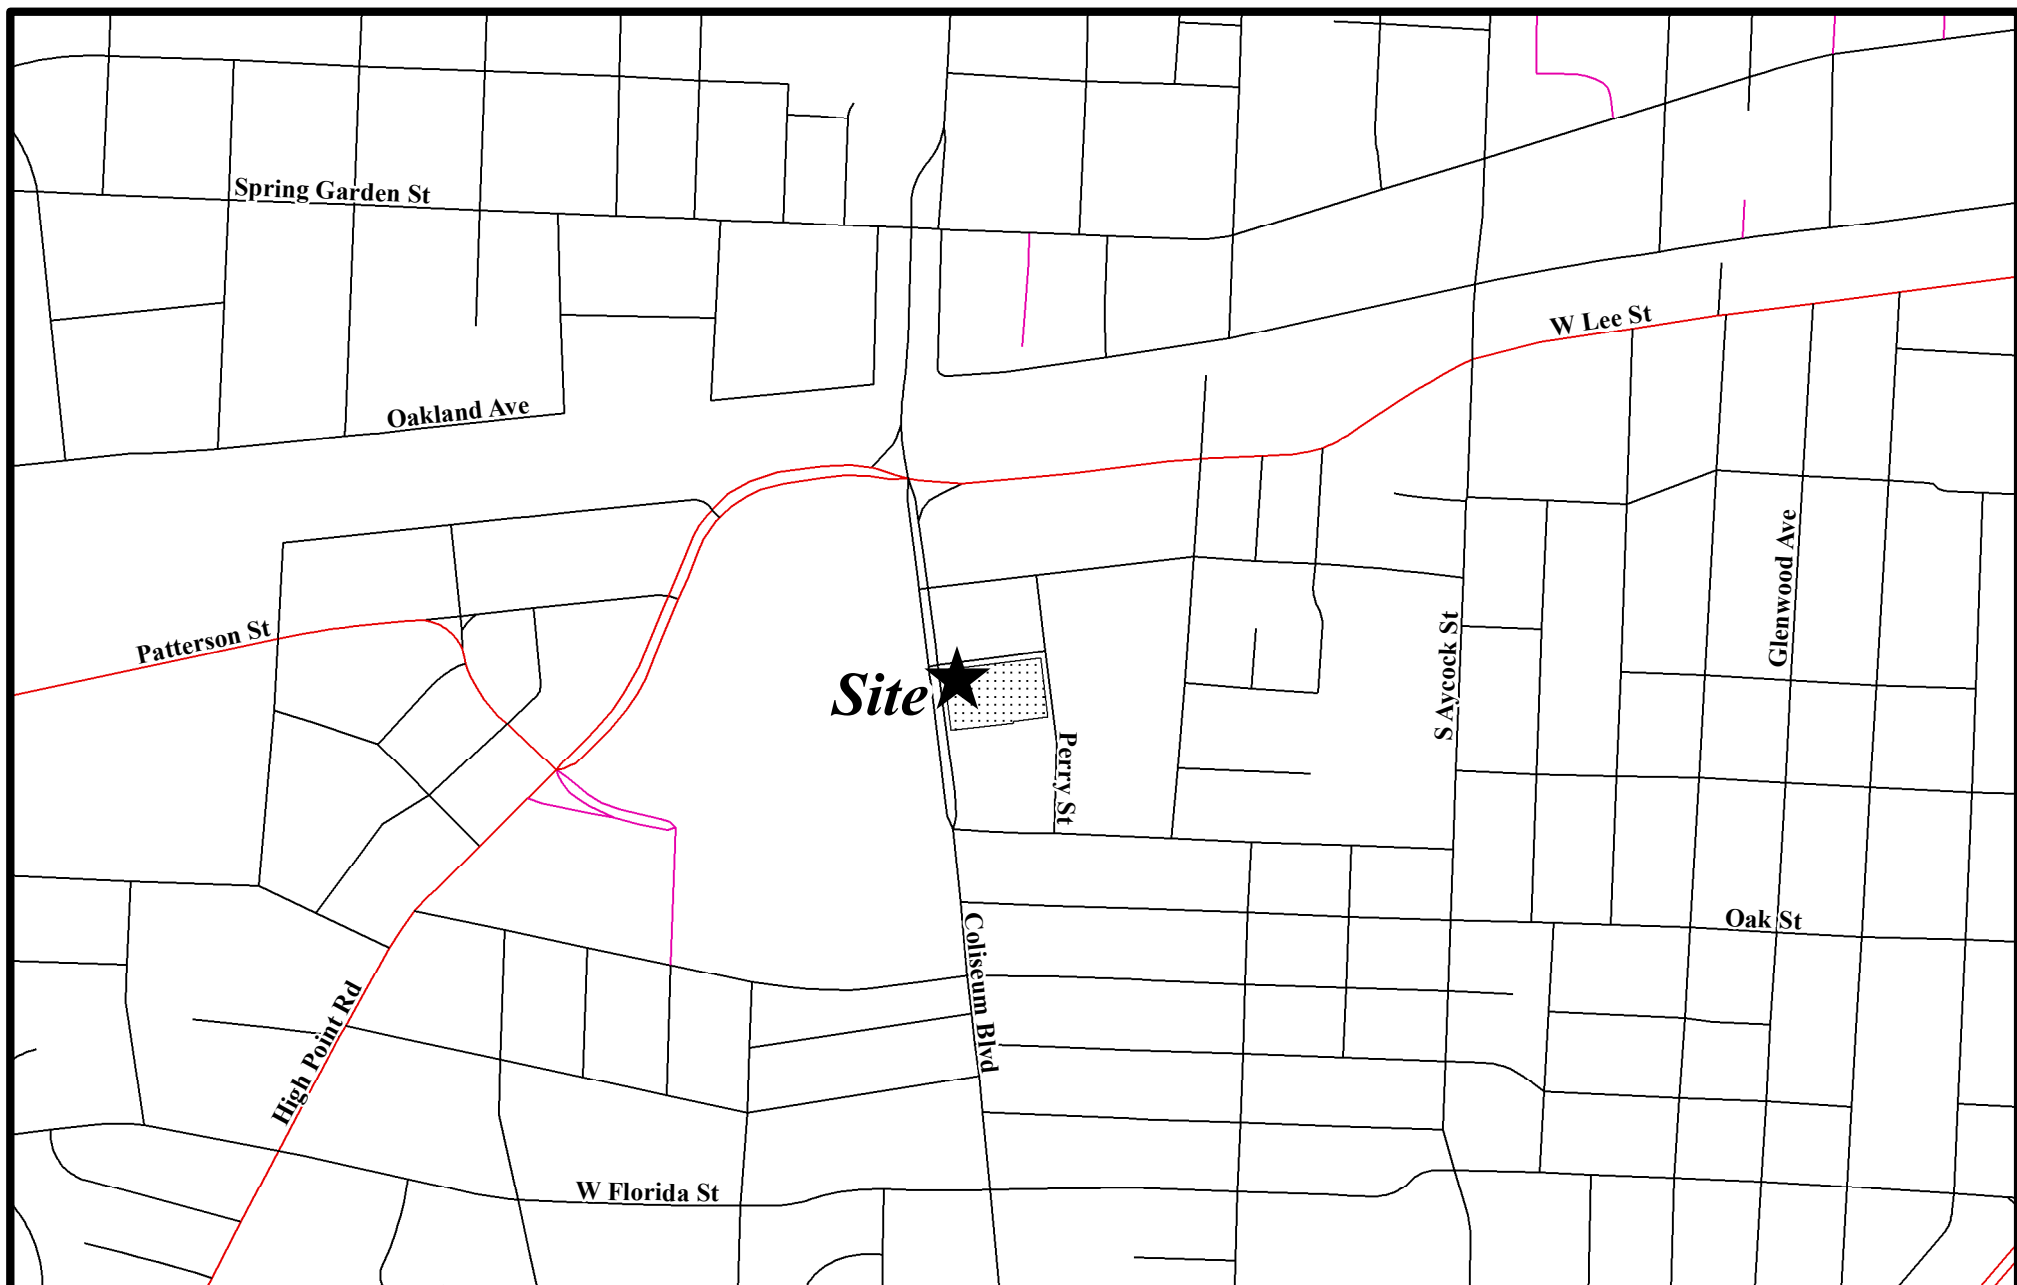 Spring Garden St
W Lee St
Oakland Ave
Glenwood Ave
Patterson St
S Aycock St
Site
Perry St
Oak St
Coliseum Blvd
High Point Rd
W Florida St